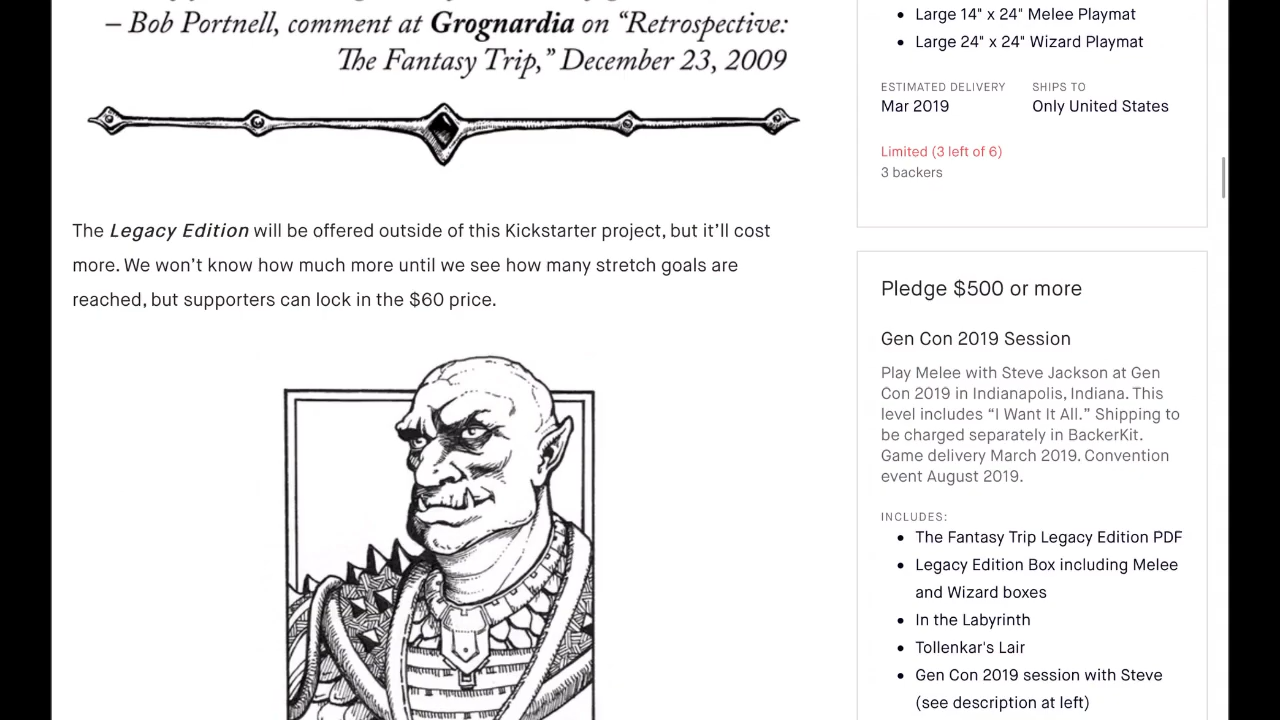 – Bob Portnell, comment at Grognardia on “Retrospective:
The Fantasy Trip,” December 23, 2009
The Legacy Edition will be offered outside of this Kickstarter project, but it’ll cost
more. We won’t know how much more until we see how many stretch goals are
reached, but supporters can lock in the $60 price.
• Large 14" x 24" Melee Playmat
• Large 24" x 24" Wizard Playmat
ESTIMATED DELIVERY
Mar 2019
SHIPS TO
Only United States
Limited (3 left of 6)
3 backers
Pledge $500 or more
Gen Con 2019 Session
Play Melee with Steve Jackson at Gen
Con 2019 in Indianapolis, Indiana. This
level includes “I Want It All.” Shipping to
be charged separately in BackerKit.
Game delivery March 2019. Convention
event August 2019.
INCLUDES:
• The Fantasy Trip Legacy Edition PDF
• Legacy Edition Box including Melee
and Wizard boxes
• In the Labyrinth
• Tollenkar's Lair
• Gen Con 2019 session with Steve
(see description at left)